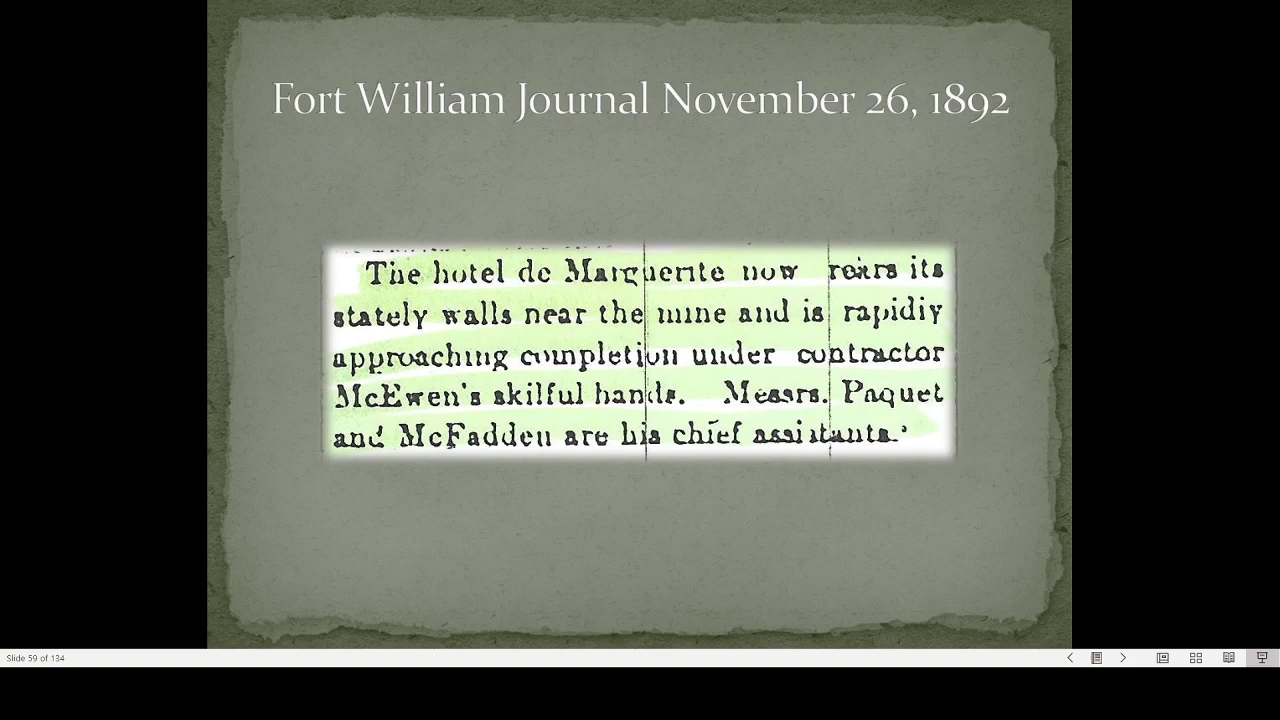 Fort William Journal November 26, 1892
The hotel de Marguerite now rears its
stately walls near the mine and is rapidly
approaching completion under contractor
McEwen's skilful hands. Messrs. Paquet
and McFadden are his chief assistants.
Slide 59 of 134